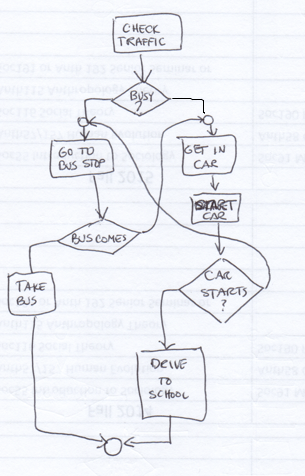 CHECK
TRAFFIC
BUSY
?
GO TO
BUS STOP
GET IN
CAR
START
CAR
BUS COMES
CAR
STARTS
?
TAKE
BUS
DRIVE
TO
SCHOOL